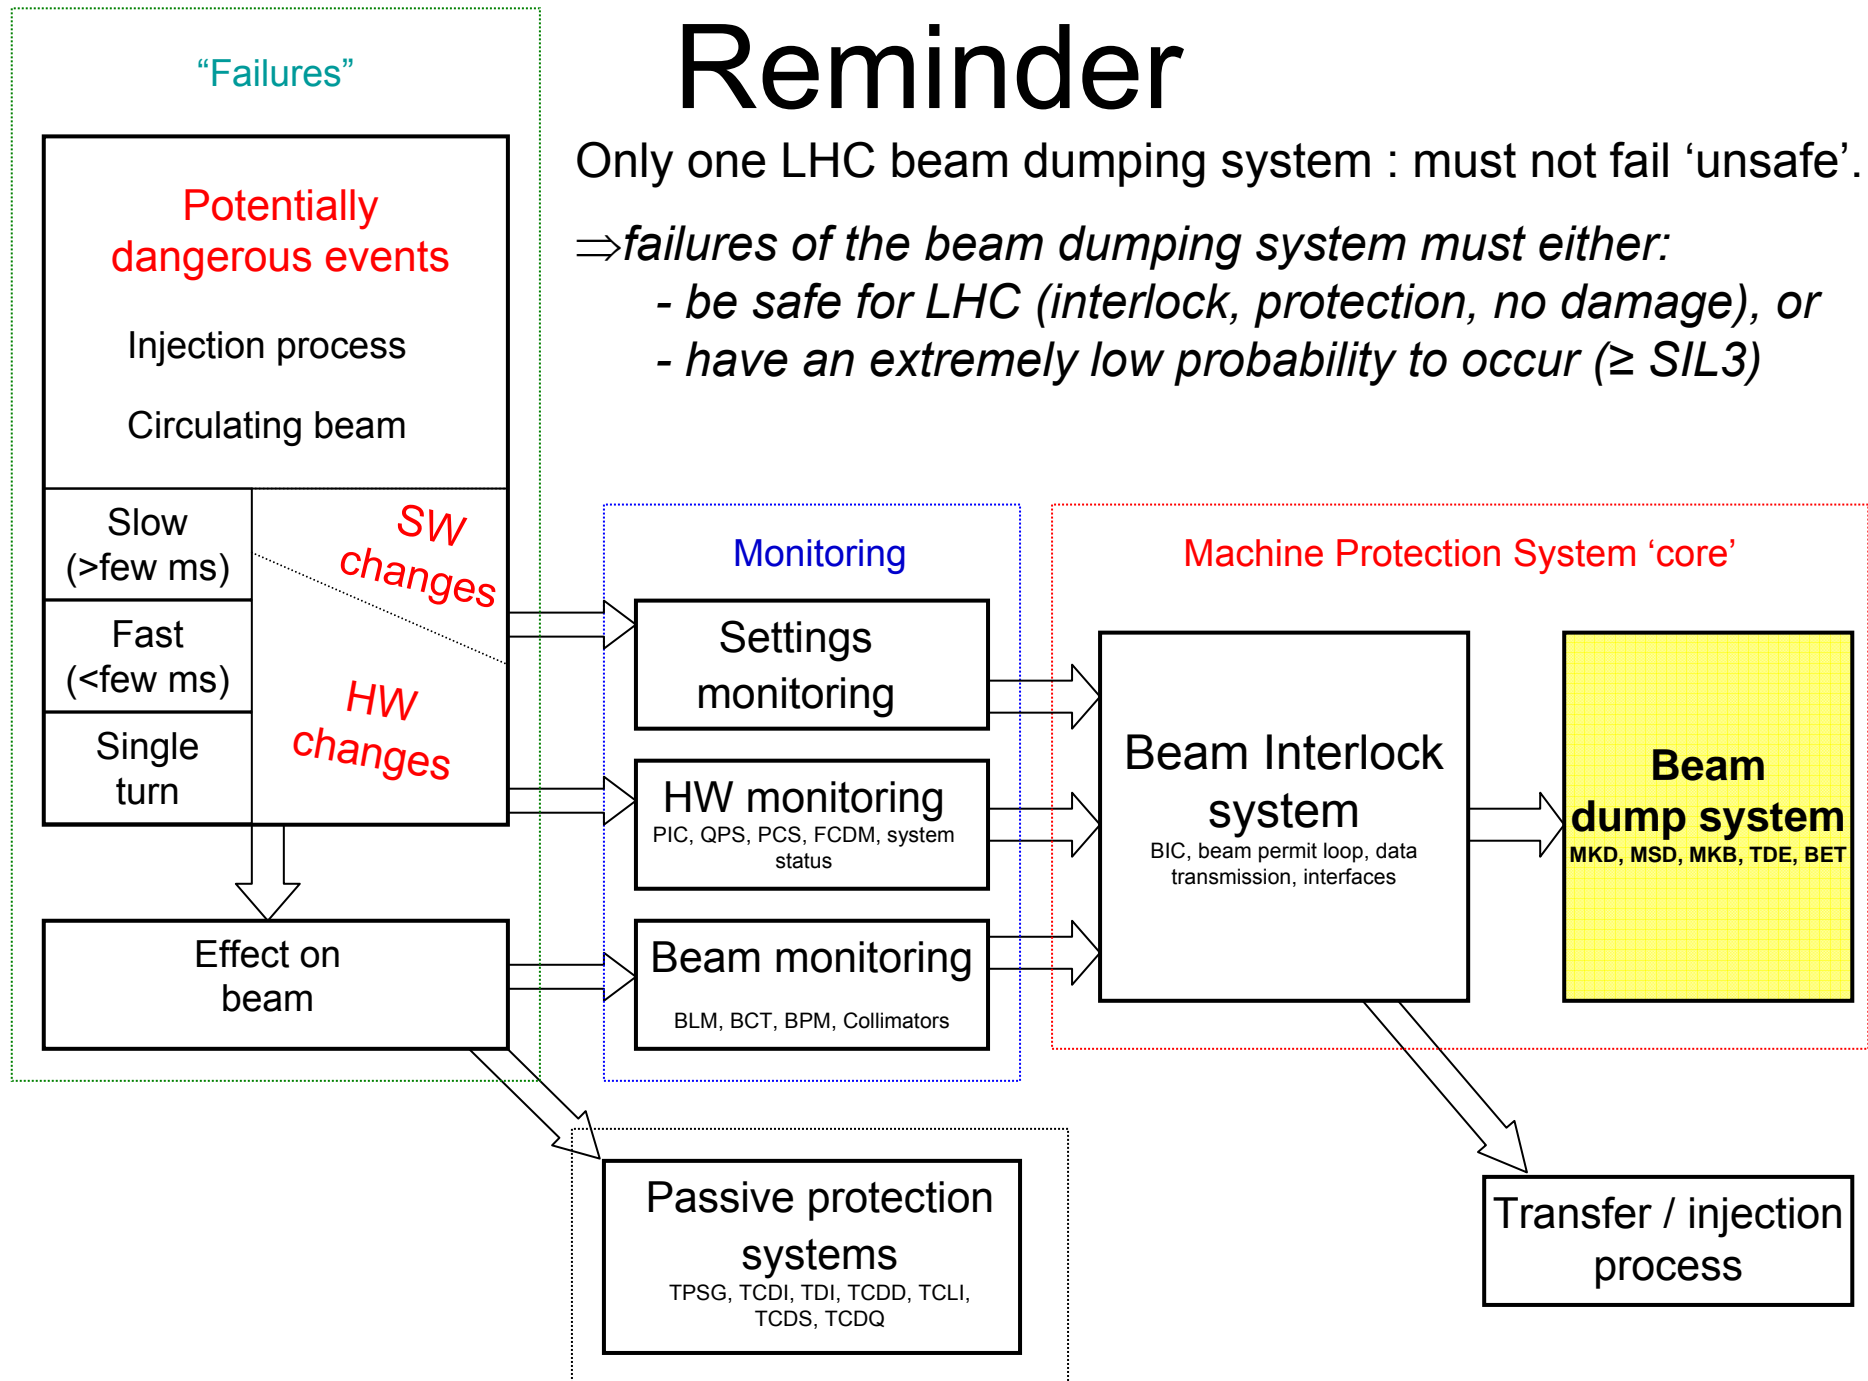 Reminder
Only one LHC beam dumping system : must not fail ‘unsafe’.
⇒failures of the beam dumping system must either:
- be safe for LHC (interlock, protection, no damage), or
- have an extremely low probability to occur (≥ SIL3)
“Failures”
Potentially
dangerous events
Injection process
Circulating beam
Slow
(>few ms)
Fast
(<few ms)
Single
turn
SW
changes
HW
changes
Effect on
beam
Monitoring
Settings
monitoring
HW monitoring
PIC, QPS, PCS, FCDM, system
status
Beam monitoring
BLM, BCT, BPM, Collimators
Machine Protection System ‘core’
Beam Interlock
system
BIC, beam permit loop, data
transmission, interfaces
Beam
dump system
MKD, MSD, MKB, TDE, BET
Passive protection
systems
TPSG, TCDI, TDI, TCDD, TCLI,
TCDS, TCDQ
Transfer / injection
process